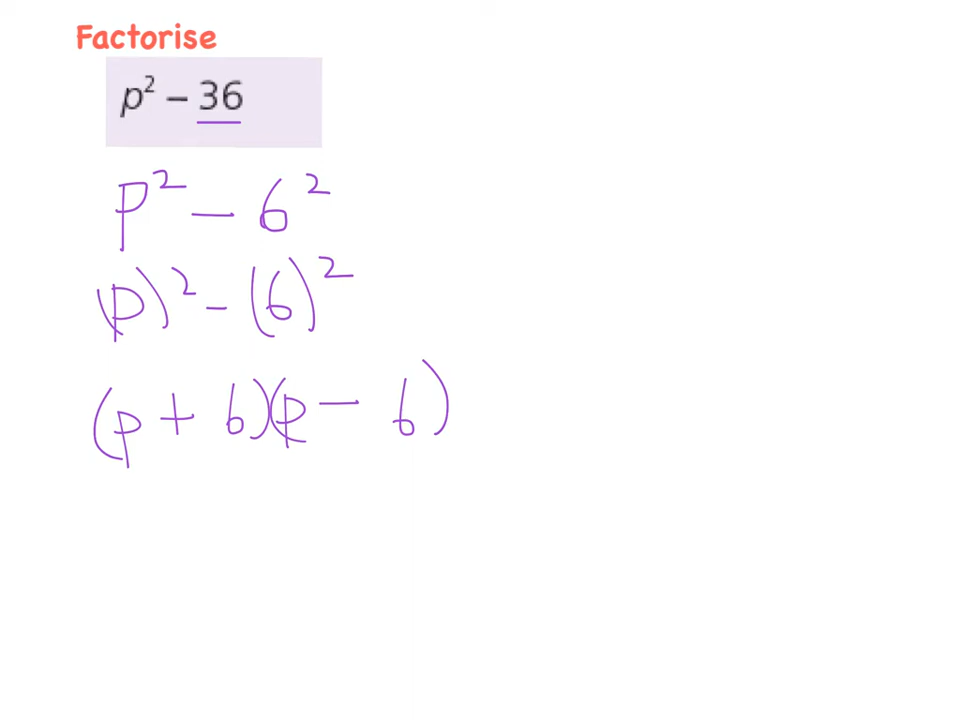 Factorise
p² – 36
p² – 6²
(p)² – (6)²
(p + 6)(p – 6)